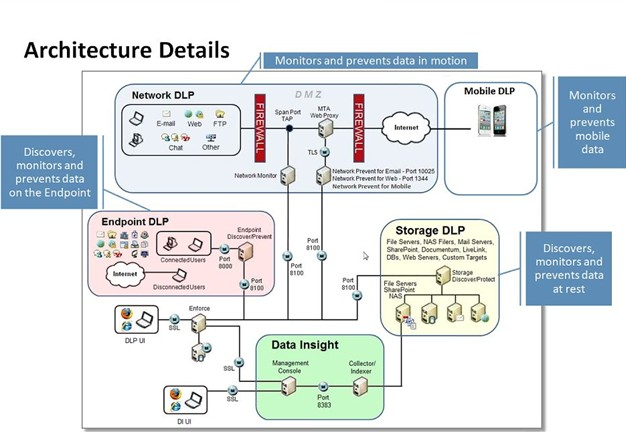 Architecture Details
Monitors and prevents data in motion
Network DLP
DMZ
Mobile DLP
E-mail
Web
FTP
Chat
Other
FIREWALL
Span Port
TAP
MTA
Web Proxy
FIREWALL
Internet
TLS
Network Monitor
Network Prevent for Email - Port 10025
Network Prevent for Web - Port 1344
Network Prevent for Mobile
Monitors
and
prevents
mobile
data
Discovers,
monitors and
prevents data
on the Endpoint
Endpoint DLP
Endpoint
Discover/Prevent
Connected Users
Port
8000
Internet
Disconnected Users
Port
8100
Port
8100
Port
8100
Port
8100
Storage DLP
File Servers, NAS Filers, Mail Servers,
SharePoint, Documentum, LiveLink,
DBs, Web Servers, Custom Targets
Storage
Discover/Protect
File Servers
SharePoint
NAS
Discovers,
monitors and
prevents data
at rest
DLP UI
SSL
Enforce
SSL
Data Insight
Management
Console
Collector/
Indexer
Port
8383
DI UI
SSL